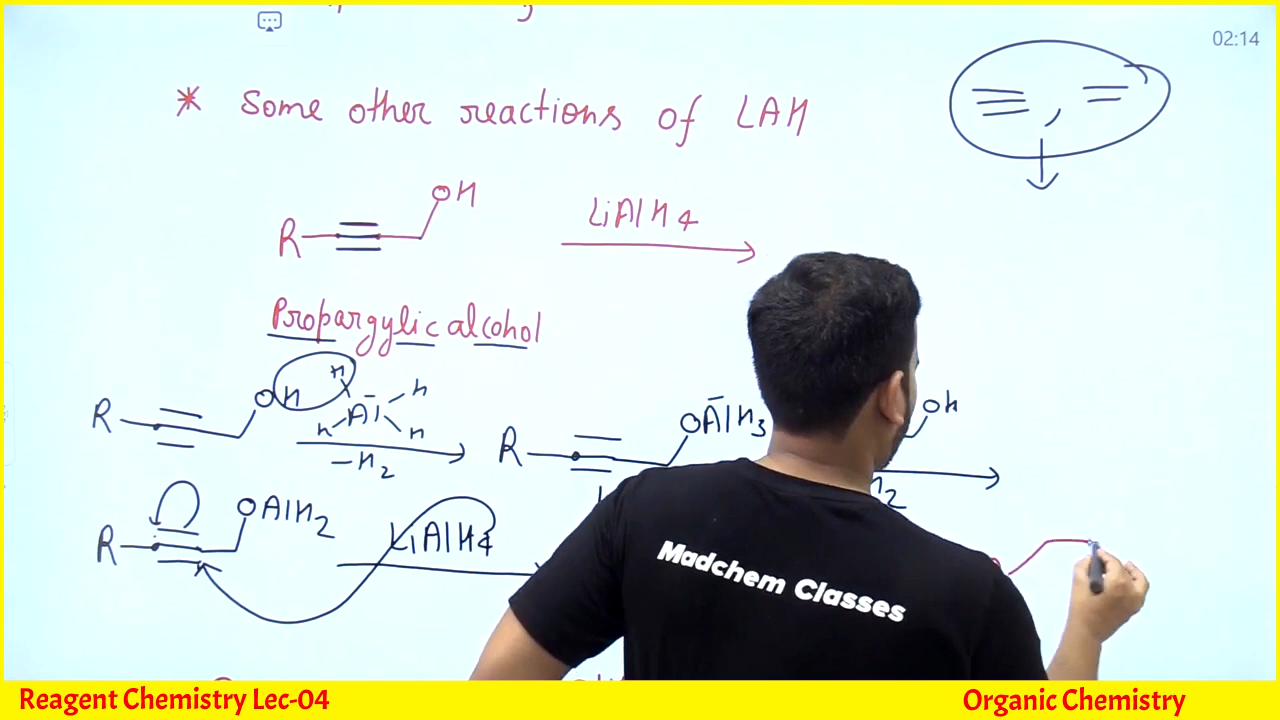 02:14
* Some other reactions of LAH
OH
R
LiAlH4
Propargylic alcohol
R
OH
H
H
Al
H
H
-H2
R
OAlH3
OH
H2
R
OAlH2
LiAlH4
Madchem Classes
Reagent Chemistry Lec-04
Organic Chemistry